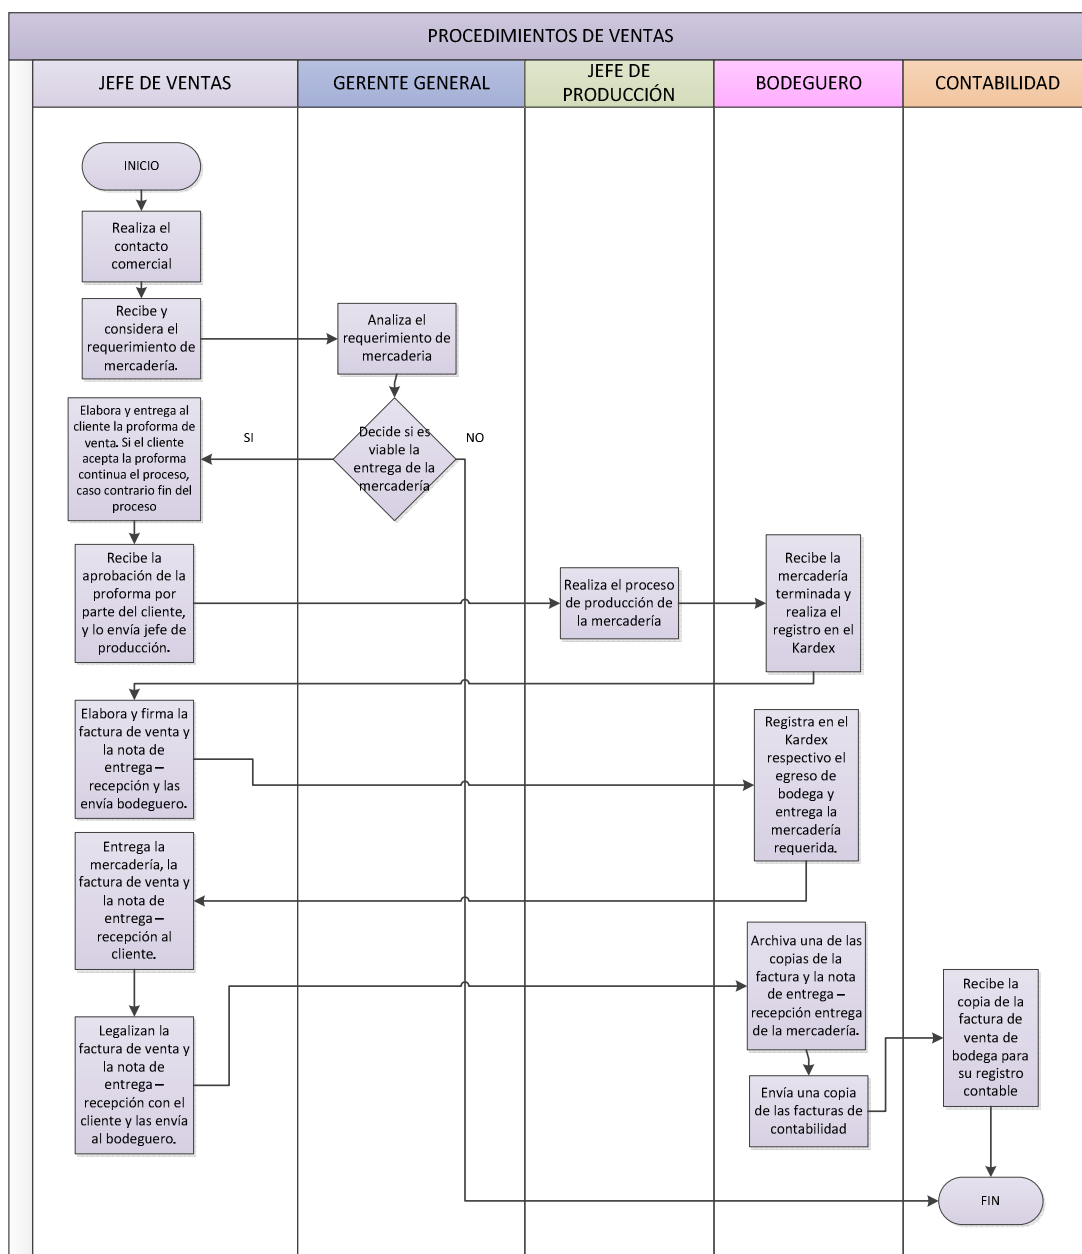 PROCEDIMIENTOS DE VENTAS
JEFE DE VENTAS
GERENTE GENERAL
JEFE DE
PRODUCCIÓN
BODEGUERO
CONTABILIDAD
INICIO
Realiza el
contacto
comercial
Recibe y
considera el
requerimiento de
mercadería.
Analiza el
requerimiento de
mercaderia
Decide si es
viable la
entrega de la
mercadería
SI
NO
Elabora y entrega al
cliente la proforma de
venta. Si el cliente
acepta la proforma
continua el proceso,
caso contrario fin del
proceso
Recibe la
aprobación de la
proforma por
parte del cliente,
y lo envía jefe de
producción.
Realiza el proceso
de producción de
la mercadería
Recibe la
mercadería
terminada y
realiza el
registro en el
Kardex
Elabora y firma la
factura de venta y
la nota de
entrega –
recepción y las
envía bodeguero.
Registra en el
Kardex
respectivo el
egreso de
bodega y
entrega la
mercadería
requerida.
Entrega la
mercadería, la
factura de venta y
la nota de
entrega –
recepción al
cliente.
Legalizan la
factura de venta y
la nota de
entrega –
recepción con el
cliente y las envía
al bodeguero.
Archiva una de las
copias de la
factura y la nota
de entrega –
recepción entrega
de la mercadería.
Envía una copia
de las facturas de
contabilidad
Recibe la
copia de la
factura de
venta de
bodega para
su registro
contable
FIN